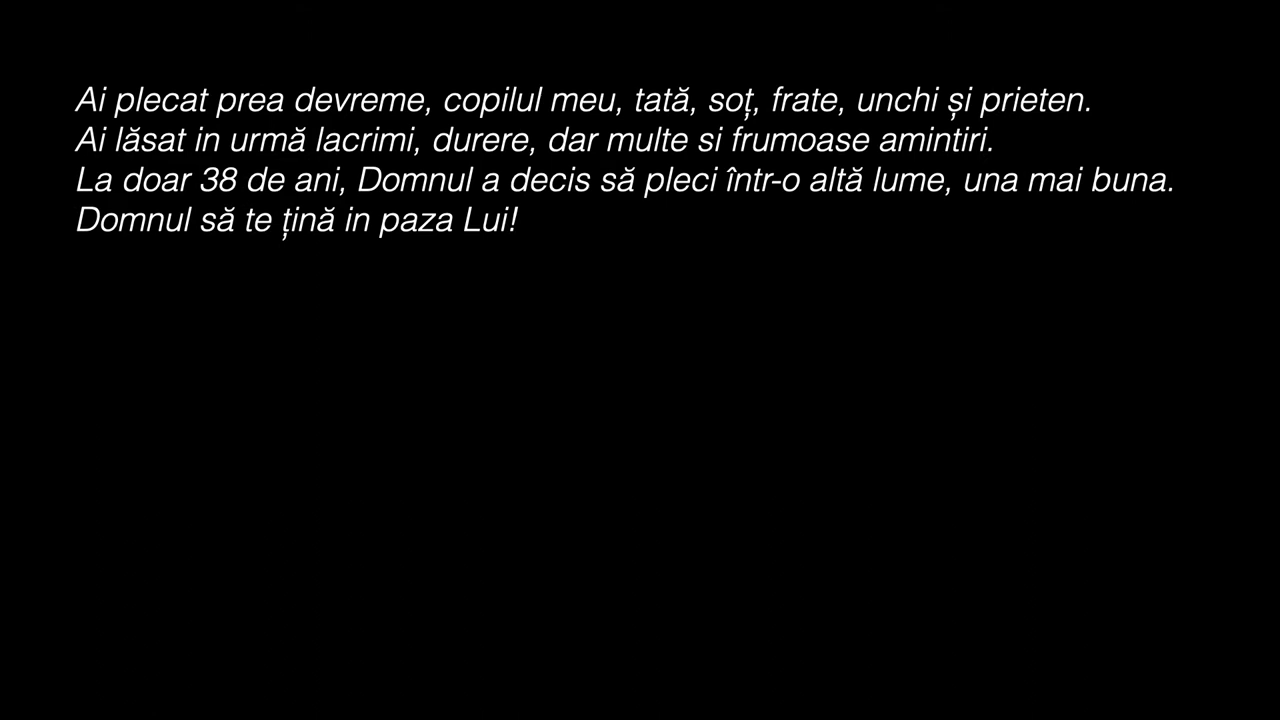 Ai plecat prea devreme, copilul meu, tată, soț, frate, unchi și prieten.
Ai lăsat in urmă lacrimi, durere, dar multe si frumoase amintiri.
La doar 38 de ani, Domnul a decis să pleci într-o altă lume, una mai buna.
Domnul să te țină in paza Lui!